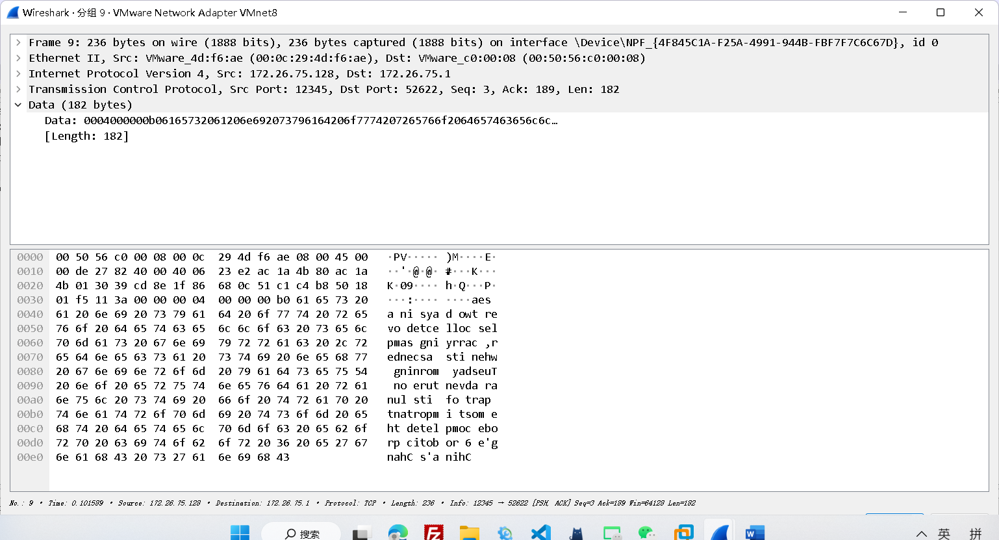 Wireshark · 分组 9 · VMware Network Adapter VMnet8
Frame 9: 236 bytes on wire (1888 bits), 236 bytes captured (1888 bits) on interface \Device\NPF_{4F845C1A-F25A-4991-944B-FBF7F7C6C67D}, id 0
Ethernet II, Src: VMware_4d:f6:ae (00:0c:29:4d:f6:ae), Dst: VMware_c0:00:08 (00:50:56:c0:00:08)
Internet Protocol Version 4, Src: 172.26.75.128, Dst: 172.26.75.1
Transmission Control Protocol, Src Port: 12345, Dst Port: 52622, Seq: 3, Ack: 189, Len: 182
Data (182 bytes)
Data: 0004000000b06165732061206e692073796164206f7774207265766f2064657463656c6c…
[Length: 182]
0000 00 50 56 c0 00 08 00 0c 29 4d f6 ae 08 00 45 00 ·PV····· )M····E·
0010 00 de 27 82 40 00 40 06 23 e2 ac 1a 4b 80 ac 1a ··'·@·@· #···K···
0020 4b 01 30 39 cd 8e 1f 86 68 0c 51 c1 c4 b8 50 18 K·09···· h·Q···P·
0030 01 f5 11 3a 00 00 00 04 00 00 00 b0 61 65 73 20 ···:···· ····aes
0040 61 20 6e 69 20 73 79 61 64 20 6f 77 74 20 72 65 a ni sya d owt re
0050 76 6f 20 64 65 74 63 65 6c 6c 6f 63 20 73 65 6c vo detce lloc sel
0060 70 6d 61 73 20 67 6e 69 79 72 72 61 63 20 2c 72 pmas gni yrrac ,r
0070 65 64 6e 65 63 73 61 20 73 74 69 20 6e 65 68 77 ednecsa sti nehw
0080 20 67 6e 69 6e 72 6f 6d 20 79 61 64 73 65 75 54 gninrom yadseuT
0090 20 6e 6f 20 65 72 75 74 6e 65 76 64 61 20 72 61 no erut nevda ra
00a0 6e 75 6c 20 73 74 69 20 66 6f 20 74 72 61 70 20 nul sti fo trap
00b0 74 6e 61 74 72 6f 70 6d 69 20 74 73 6f 6d 20 65 tnatropm i tsom e
00c0 68 74 20 64 65 74 65 6c 70 6d 6f 63 20 65 62 6f ht detel pmoc ebo
00d0 72 70 20 63 69 74 6f 62 6f 72 20 36 20 65 27 67 rp citob or 6 e'g
00e0 6e 61 68 43 20 73 27 61 6e 69 68 43 nahC s'a nihC
No.: 9 · Time: 0.101589 · Source: 172.26.75.128 · Destination: 172.26.75.1 · Protocol: TCP · Length: 236 · Info: 12345 → 52622 [PSH, ACK] Seq=3 Ack=189 Win=64128 Len=182
搜索 英 拼